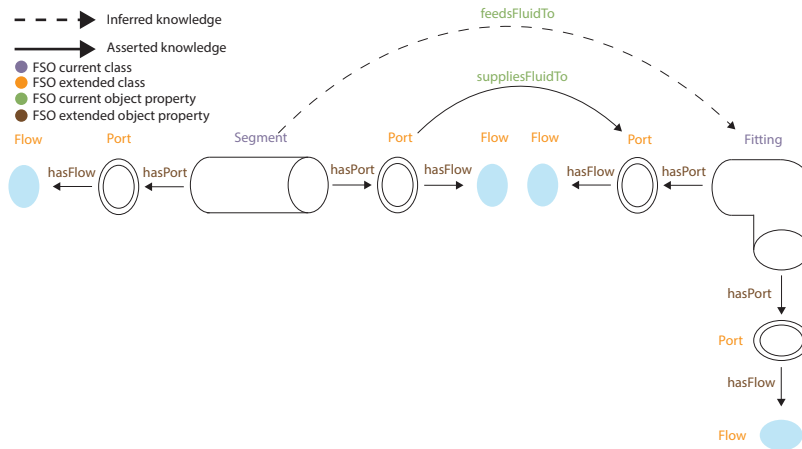 Inferred knowledge
Asserted knowledge
FSO current class
FSO extended class
FSO current object property
FSO extended object property
feedsFluidTo
suppliesFluidTo
Flow Port Segment Port Flow Flow Port Fitting
hasFlow hasPort hasPort hasFlow hasFlow hasPort
hasPort
Port
hasFlow
Flow